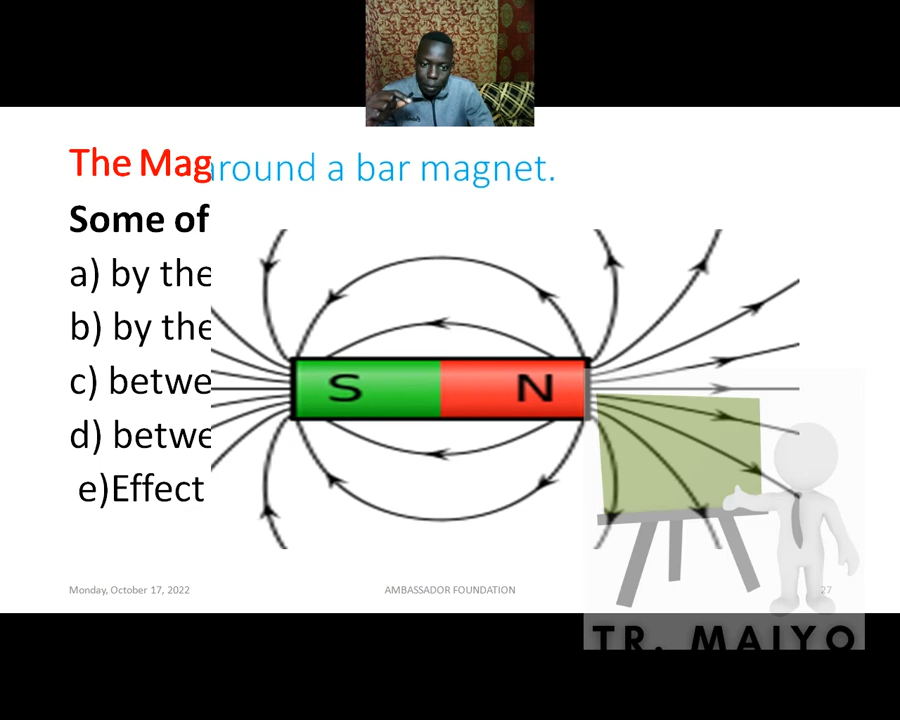 The Mag around a bar magnet.
Some of
a) by the
b) by the
c) betwe
d) betwe
e)Effect
S N
Monday, October 17, 2022 AMBASSADOR FOUNDATION 27
TR. MAIYO